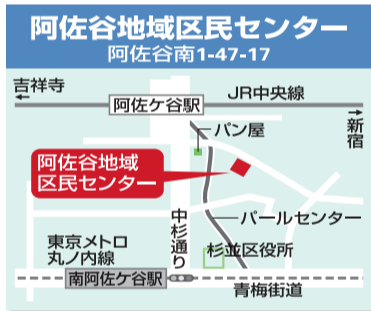 阿佐谷地域区民センター
阿佐谷南1-47-17
吉祥寺
JR中央線
阿佐ケ谷駅
新宿
パン屋
阿佐谷地域
区民センター
中杉通り
パールセンター
東京メトロ
丸ノ内線
杉並区役所
南阿佐ケ谷駅
青梅街道